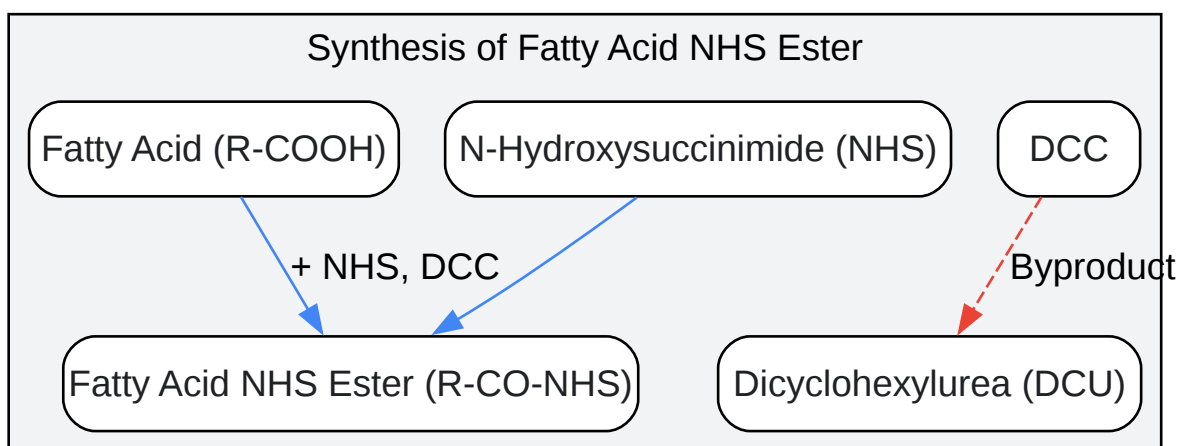 Synthesis of Fatty Acid NHS Ester
Fatty Acid (R-COOH)
N-Hydroxysuccinimide (NHS)
DCC
+ NHS, DCC
Byproduct
Fatty Acid NHS Ester (R-CO-NHS)
Dicyclohexylurea (DCU)